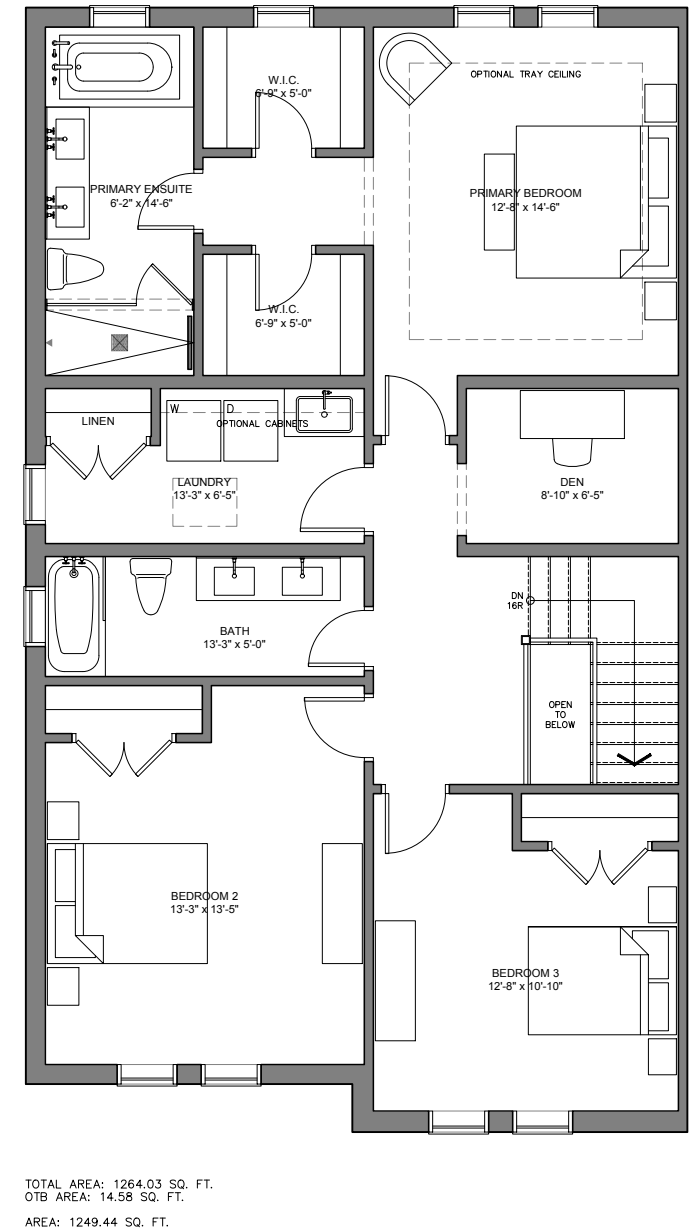 W.I.C.
6'-9" x 5'-0"
OPTIONAL TRAY CEILING
PRIMARY ENSUITE
6'-2" x 14'-6"
PRIMARY BEDROOM
12'-8" x 14'-6"
W.I.C.
6'-9" x 5'-0"
LINEN
W
D
OPTIONAL CABINETS
LAUNDRY
13'-3" x 6'-5"
DEN
8'-10" x 6'-5"
DN
16R
BATH
13'-3" x 5'-0"
OPEN
TO
BELOW
BEDROOM 2
13'-3" x 13'-5"
BEDROOM 3
12'-8" x 10'-10"
TOTAL AREA: 1264.03 SQ. FT.
OTB AREA: 14.58 SQ. FT.
AREA: 1249.44 SQ. FT.